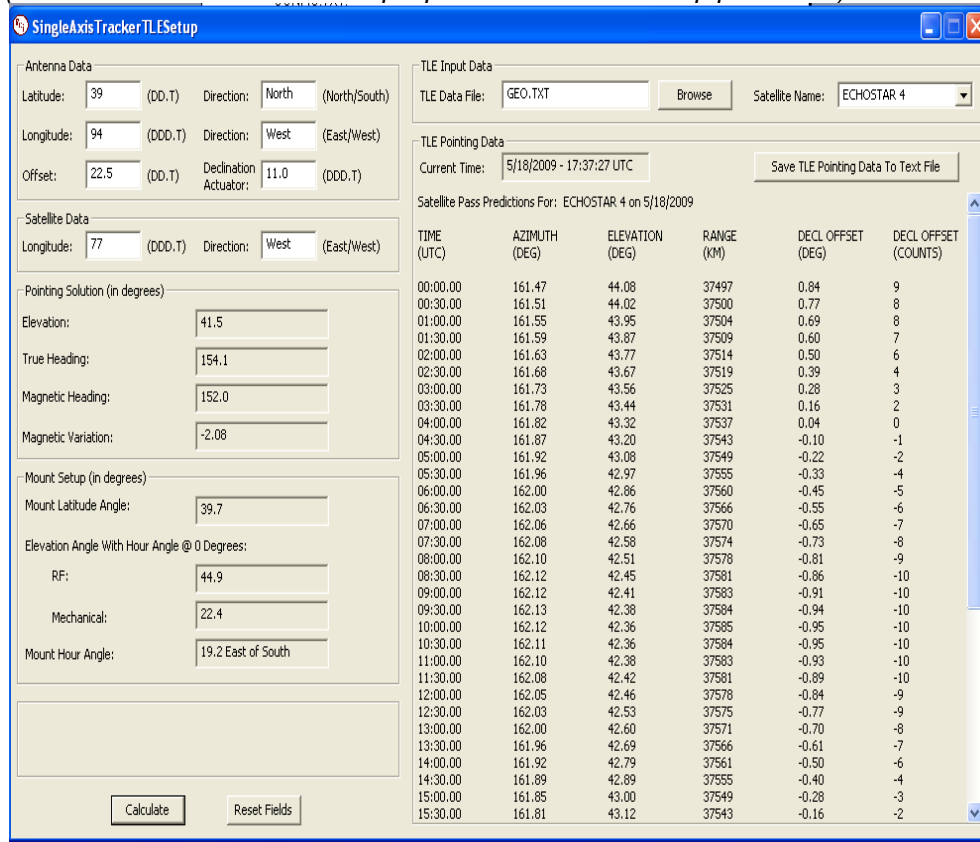 SingleAxisTrackerTLESetup
Antenna Data
Latitude: 39 (DD.T) Direction: North (North/South)
Longitude: 94 (DDD.T) Direction: West (East/West)
Offset: 22.5 (DD.T) Declination Actuator: 11.0 (DDD.T)
Satellite Data
Longitude: 77 (DDD.T) Direction: West (East/West)
Pointing Solution (in degrees)
Elevation: 41.5
True Heading: 154.1
Magnetic Heading: 152.0
Magnetic Variation: -2.08
Mount Setup (in degrees)
Mount Latitude Angle: 39.7
Elevation Angle With Hour Angle @ 0 Degrees:
RF: 44.9
Mechanical: 22.4
Mount Hour Angle: 19.2 East of South
Calculate Reset Fields
TLE Input Data
TLE Data File: GEO.TXT Browse Satellite Name: ECHOSTAR 4
TLE Pointing Data
Current Time: 5/18/2009 - 17:37:27 UTC Save TLE Pointing Data To Text File
Satellite Pass Predictions For: ECHOSTAR 4 on 5/18/2009
TIME AZIMUTH ELEVATION RANGE DECL OFFSET DECL OFFSET
(UTC) (DEG) (DEG) (KM) (DEG) (COUNTS)
00:00.00 161.47 44.08 37497 0.84 9
00:30.00 161.51 44.02 37500 0.77 8
01:00.00 161.55 43.95 37504 0.69 8
01:30.00 161.59 43.87 37509 0.60 7
02:00.00 161.63 43.77 37514 0.50 6
02:30.00 161.68 43.67 37519 0.39 4
03:00.00 161.73 43.56 37525 0.28 3
03:30.00 161.78 43.44 37531 0.16 2
04:00.00 161.82 43.32 37537 0.04 0
04:30.00 161.87 43.20 37543 -0.10 -1
05:00.00 161.92 43.08 37549 -0.22 -2
05:30.00 161.96 42.97 37555 -0.33 -4
06:00.00 162.00 42.86 37560 -0.45 -5
06:30.00 162.03 42.76 37566 -0.55 -6
07:00.00 162.06 42.66 37570 -0.65 -7
07:30.00 162.08 42.58 37574 -0.73 -8
08:00.00 162.10 42.51 37578 -0.81 -9
08:30.00 162.12 42.45 37581 -0.86 -10
09:00.00 162.12 42.41 37583 -0.91 -10
09:30.00 162.13 42.38 37584 -0.94 -10
10:00.00 162.12 42.36 37585 -0.95 -10
10:30.00 162.11 42.36 37584 -0.95 -10
11:00.00 162.10 42.38 37583 -0.93 -10
11:30.00 162.08 42.42 37581 -0.89 -10
12:00.00 162.05 42.46 37578 -0.84 -9
12:30.00 162.03 42.53 37575 -0.77 -9
13:00.00 162.00 42.60 37571 -0.70 -8
13:30.00 161.96 42.69 37566 -0.61 -7
14:00.00 161.92 42.79 37561 -0.50 -6
14:30.00 161.89 42.89 37555 -0.40 -4
15:00.00 161.85 43.00 37549 -0.28 -3
15:30.00 161.81 43.12 37543 -0.16 -2